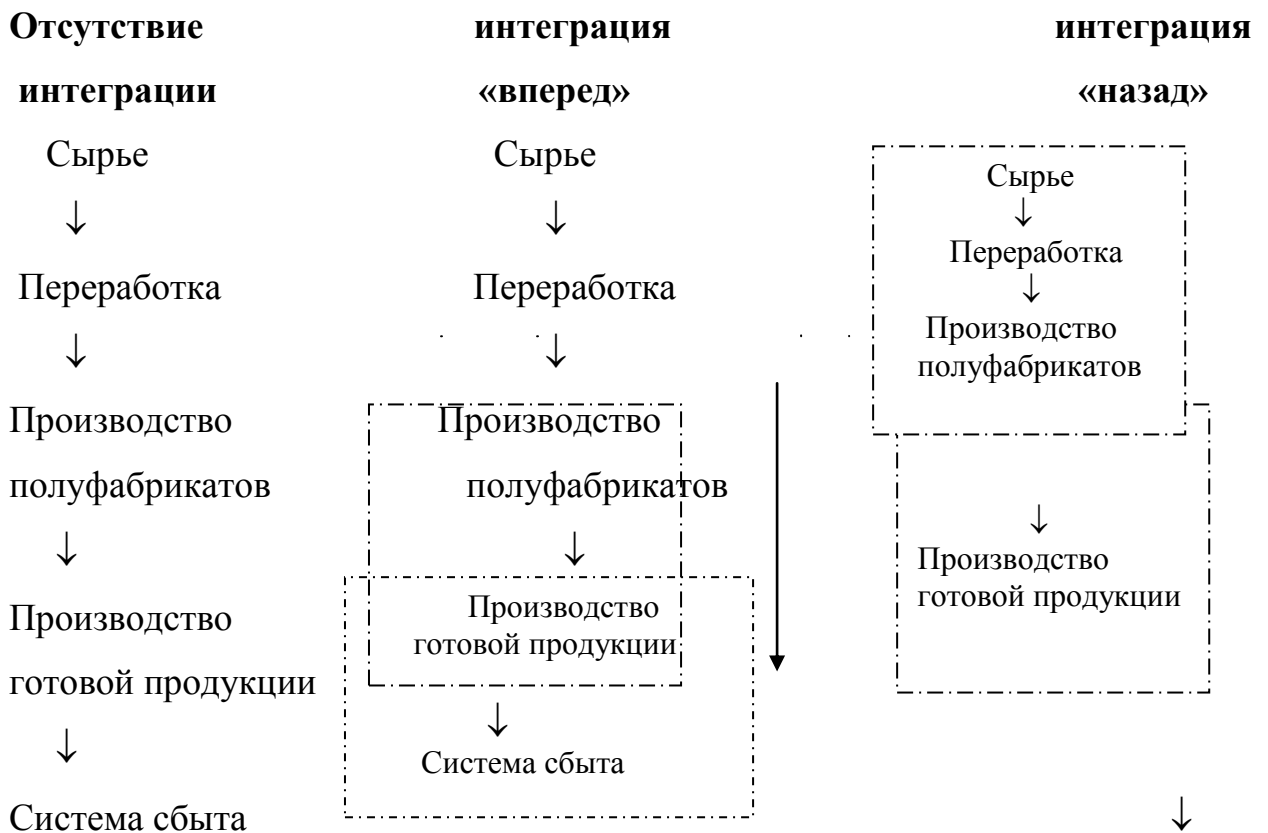 Отсутствие
интеграции
Сырье
↓
Переработка
↓
Производство
полуфабрикатов
↓
Производство
готовой продукции
↓
Система сбыта
интеграция
«вперед»
Сырье
↓
Переработка
↓
Производство
полуфабрикатов
↓
Производство
готовой продукции
↓
Система сбыта
интеграция
«назад»
Сырье
↓
Переработка
↓
Производство
полуфабрикатов
↓
Производство
готовой продукции
↓